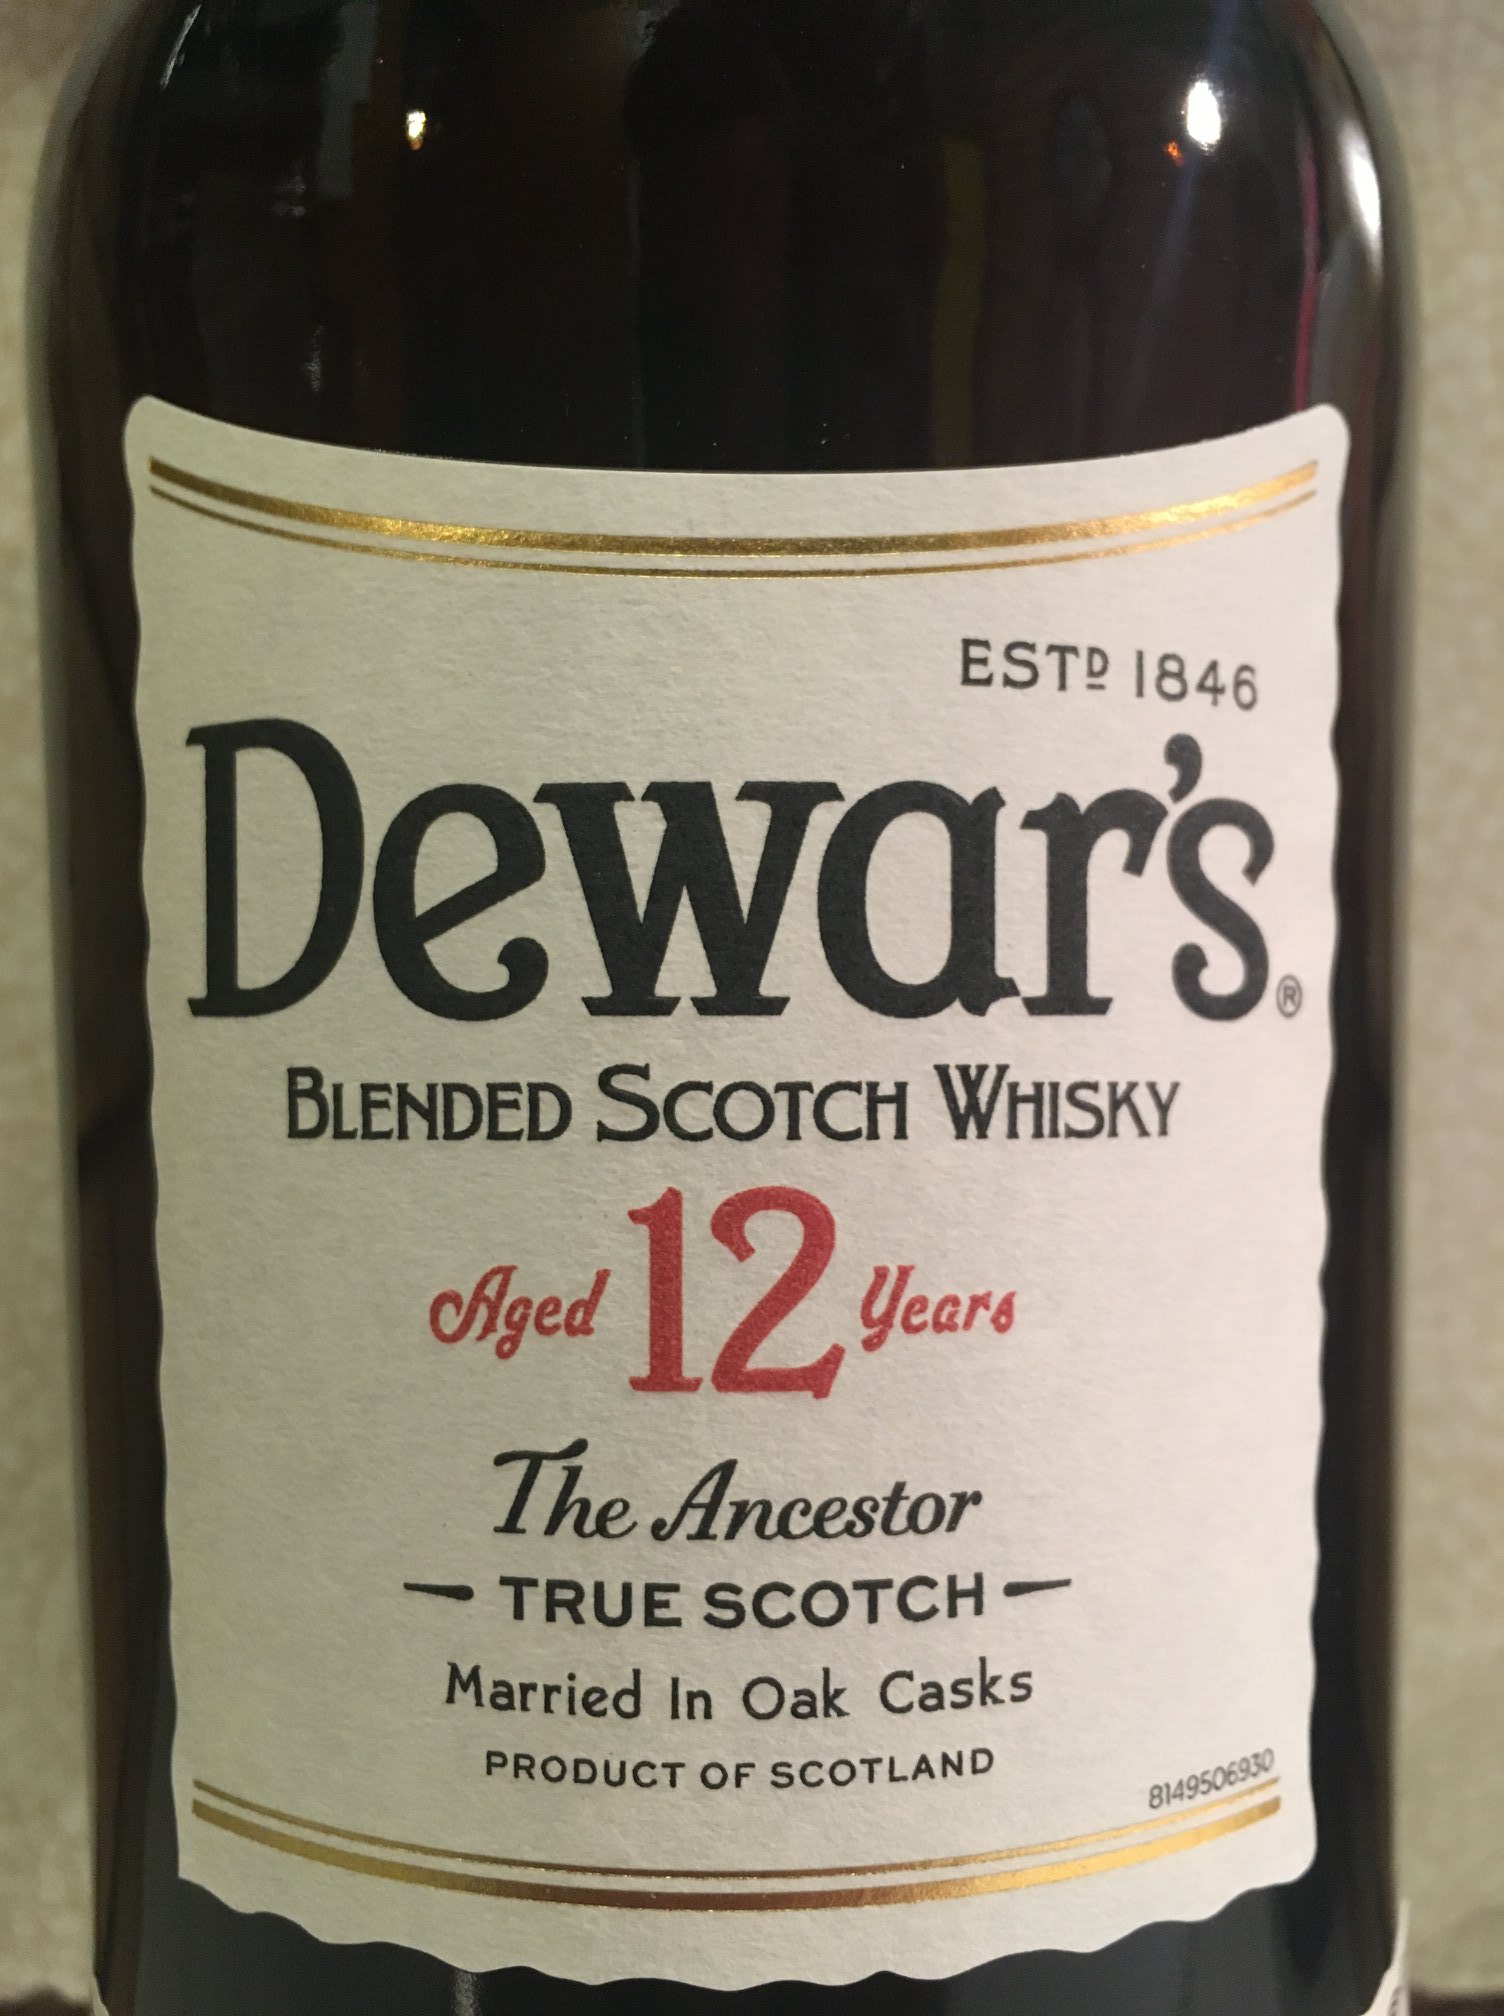 ESTD 1846
Dewar's®
BLENDED SCOTCH WHISKY
Aged 12 Years
The Ancestor
TRUE SCOTCH
Married In Oak Casks
PRODUCT OF SCOTLAND
8149506930